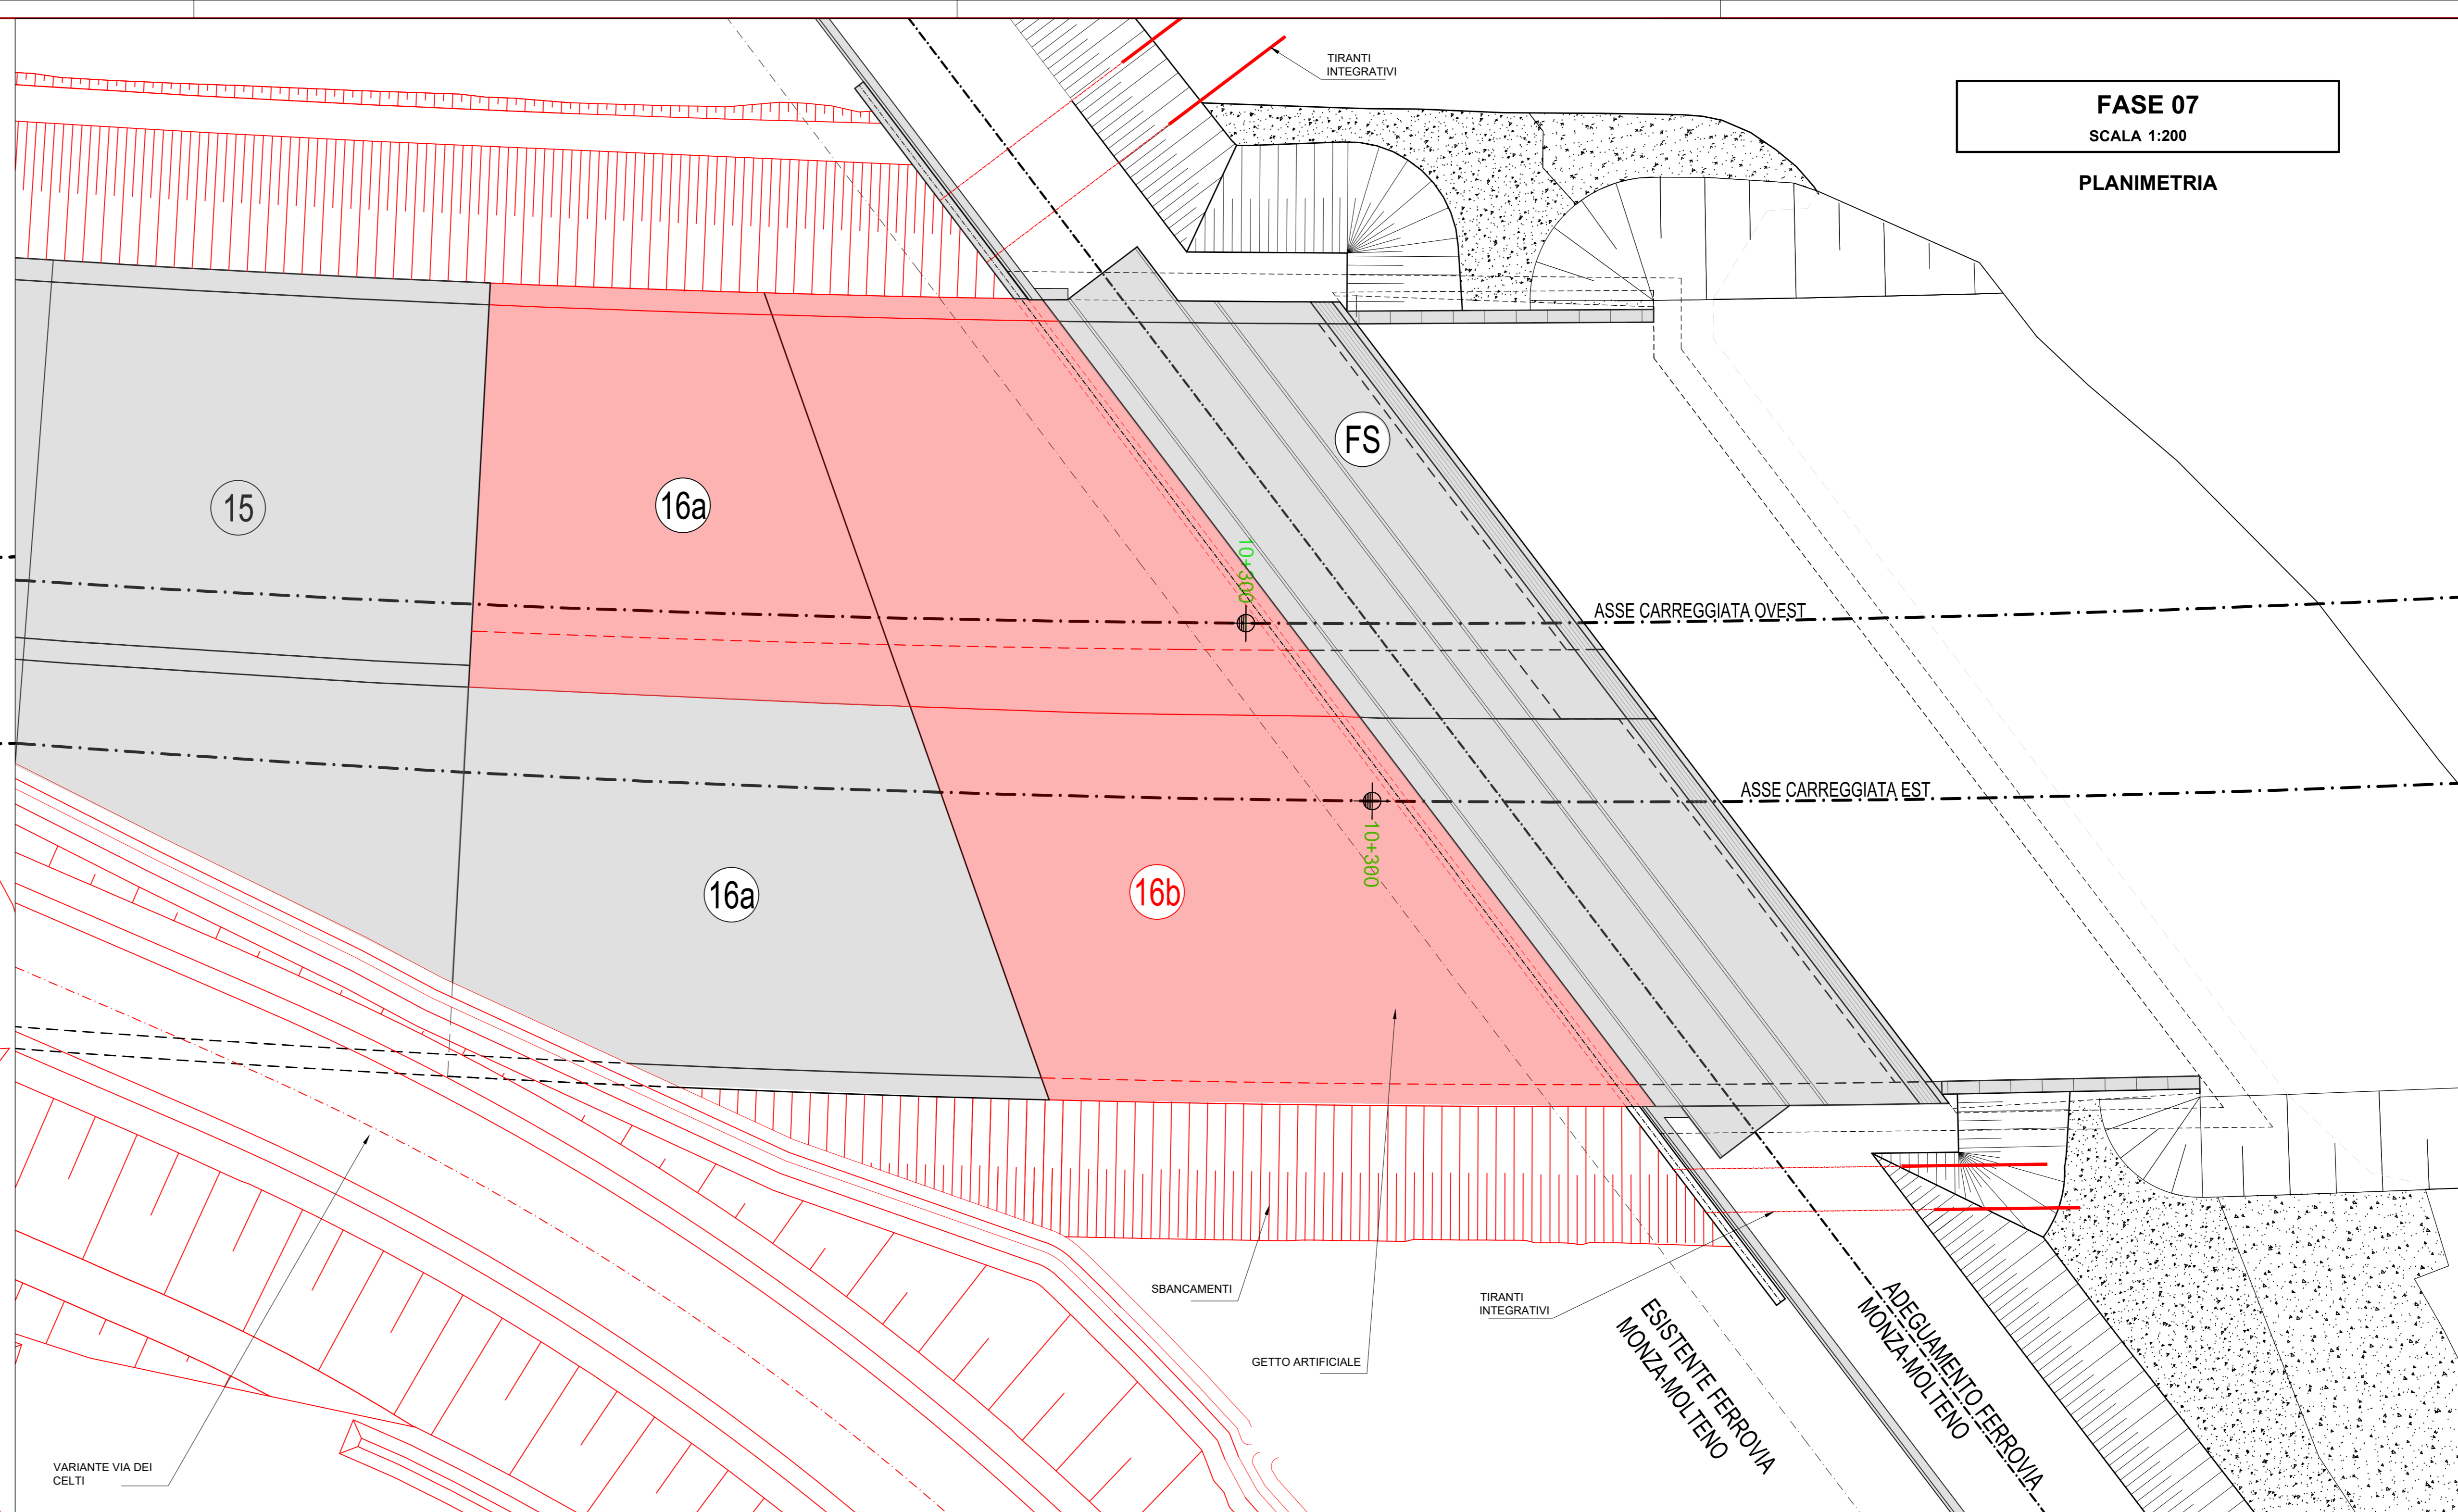 TIRANTI
INTEGRATIVI
FASE 07
SCALA 1:200
PLANIMETRIA
FS
15
16a
10+300
ASSE CARREGGIATA OVEST
ASSE CARREGGIATA EST
10+300
16a
16b
SBANCAMENTI
TIRANTI
INTEGRATIVI
GETTO ARTIFICIALE
ESISTENTE FERROVIA
MONZA-MOLTENO
ADEGUAMENTO FERROVIA
MONZA-MOLTENO
VARIANTE VIA DEI
CELTI